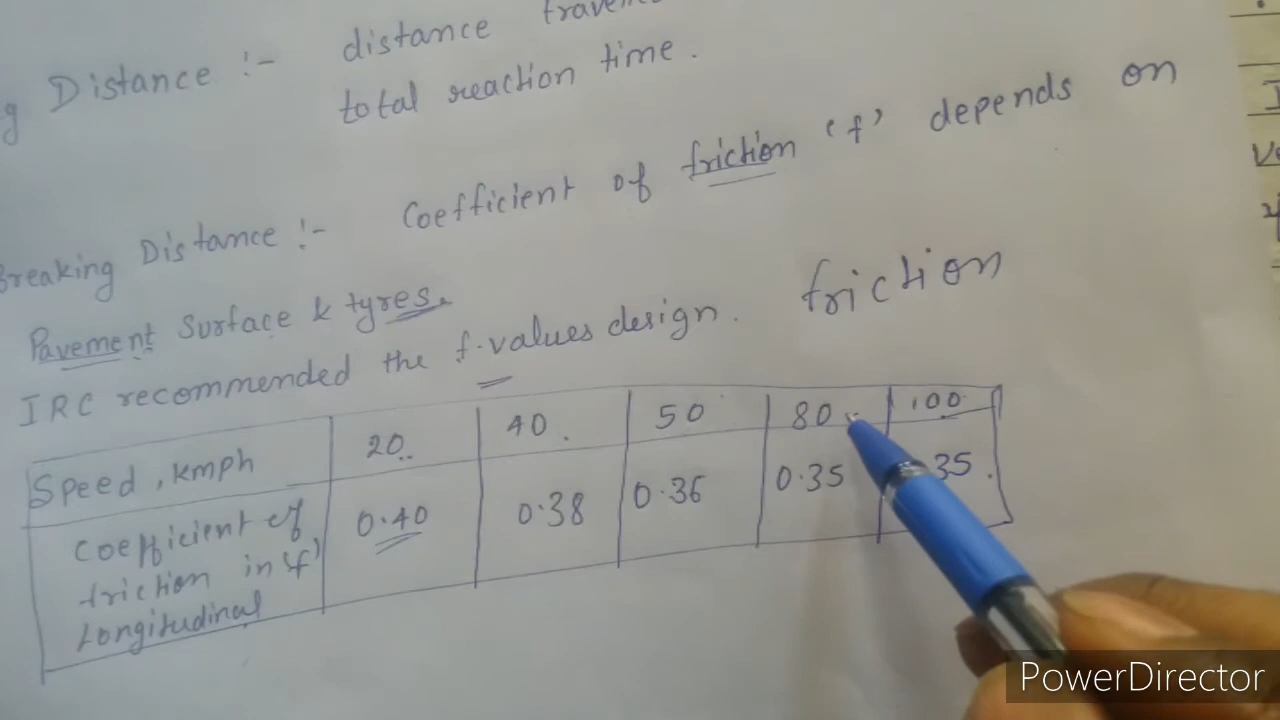 Distance :- distance
total reaction time.
Breaking Distance :- Coefficient of friction 'f' depends on
Pavement Surface & tyres.
IRC recommended the f-values design. friction
Speed, kmph 20 40 50 80 100
Coefficient of friction in 'f' Longitudinal 0.40 0.38 0.36 0.35 .35
PowerDirector